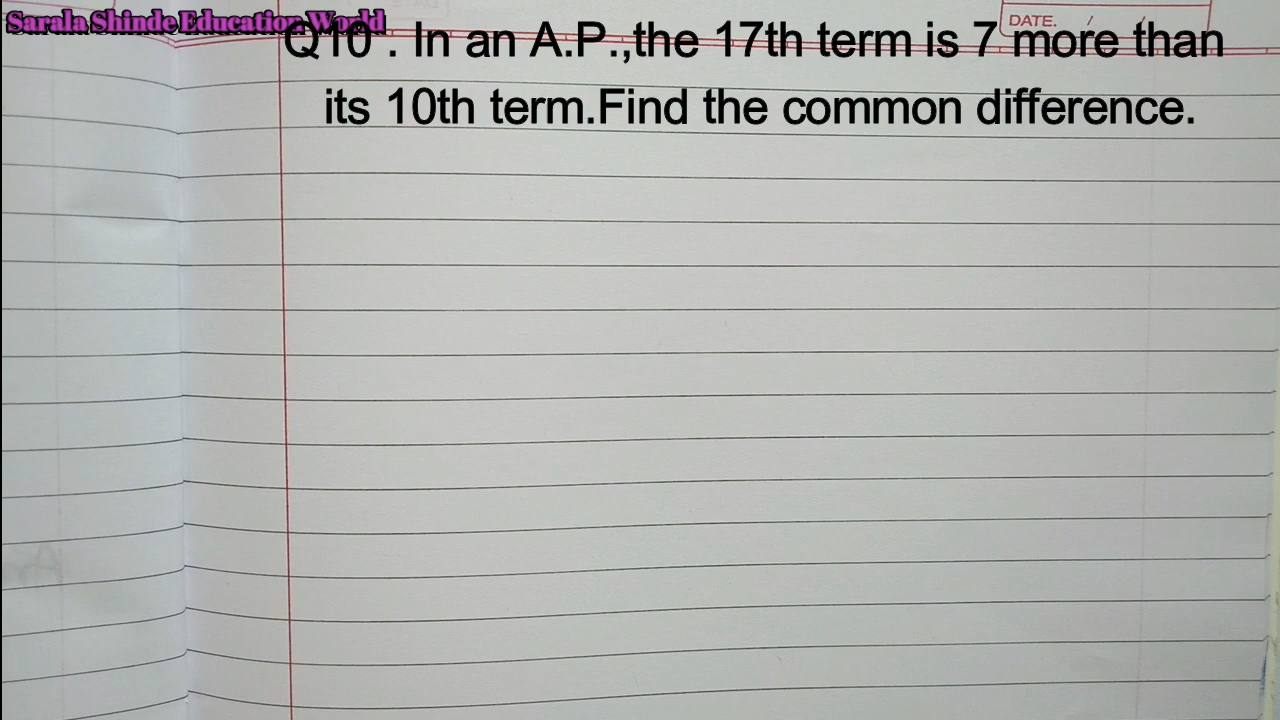 Sarala Shinde Education World
DATE. / /
Q10 . In an A.P.,the 17th term is 7 more than
its 10th term.Find the common difference.